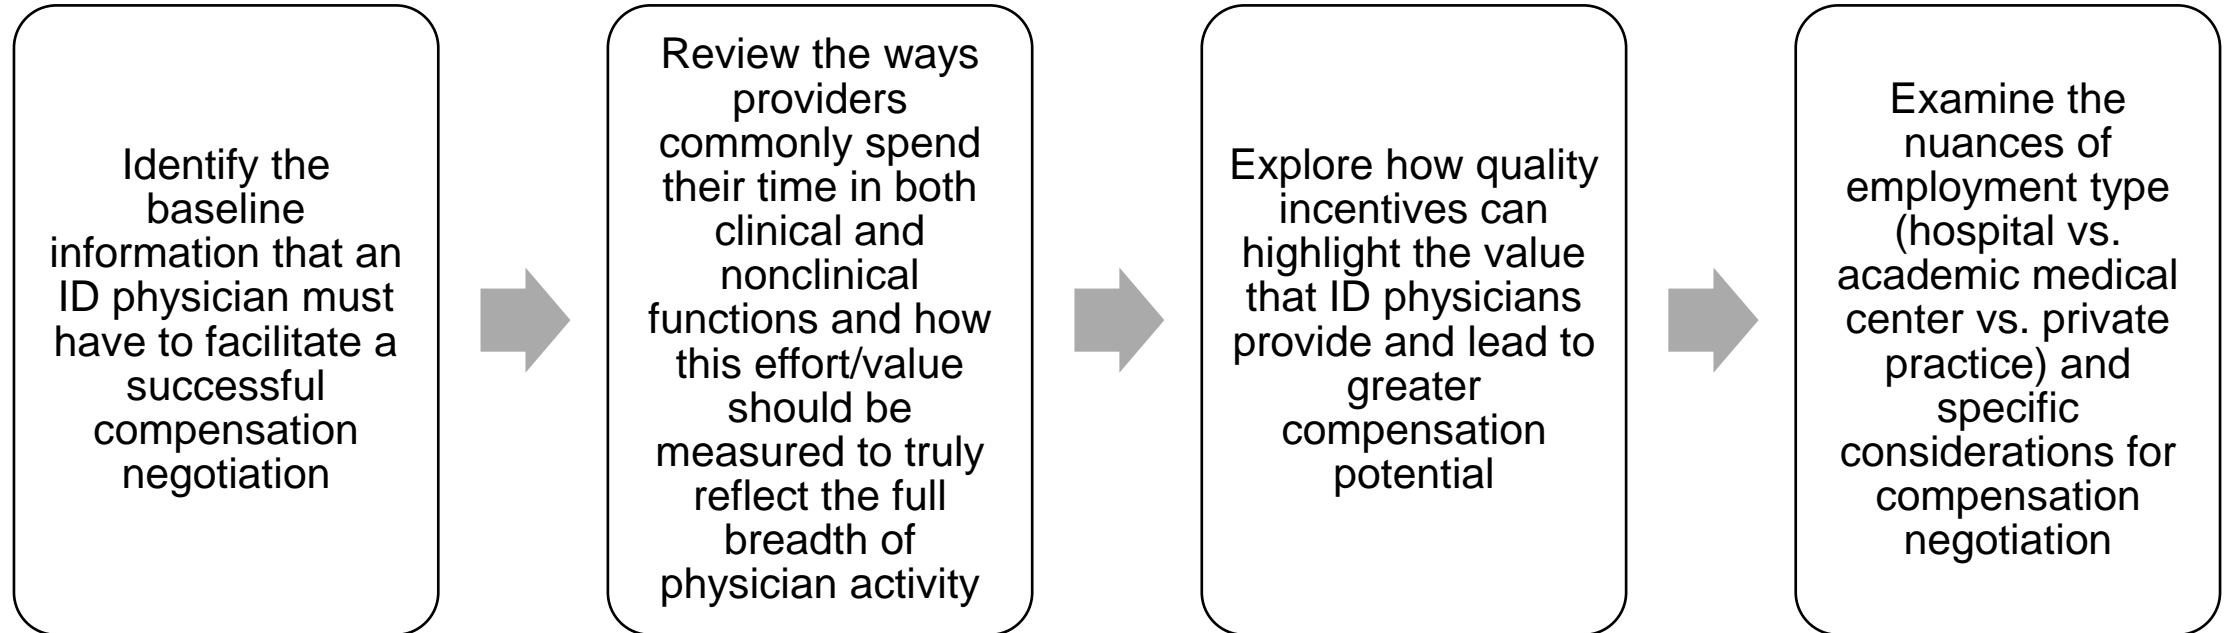 Identify the
baseline
information that an
ID physician must
have to facilitate a
successful
compensation
negotiation
Review the ways
providers
commonly spend
their time in both
clinical and
nonclinical
functions and how
this effort/value
should be
measured to truly
reflect the full
breadth of
physician activity
Explore how quality
incentives can
highlight the value
that ID physicians
provide and lead to
greater
compensation
potential
Examine the
nuances of
employment type
(hospital vs.
academic medical
center vs. private
practice) and
specific
considerations for
compensation
negotiation